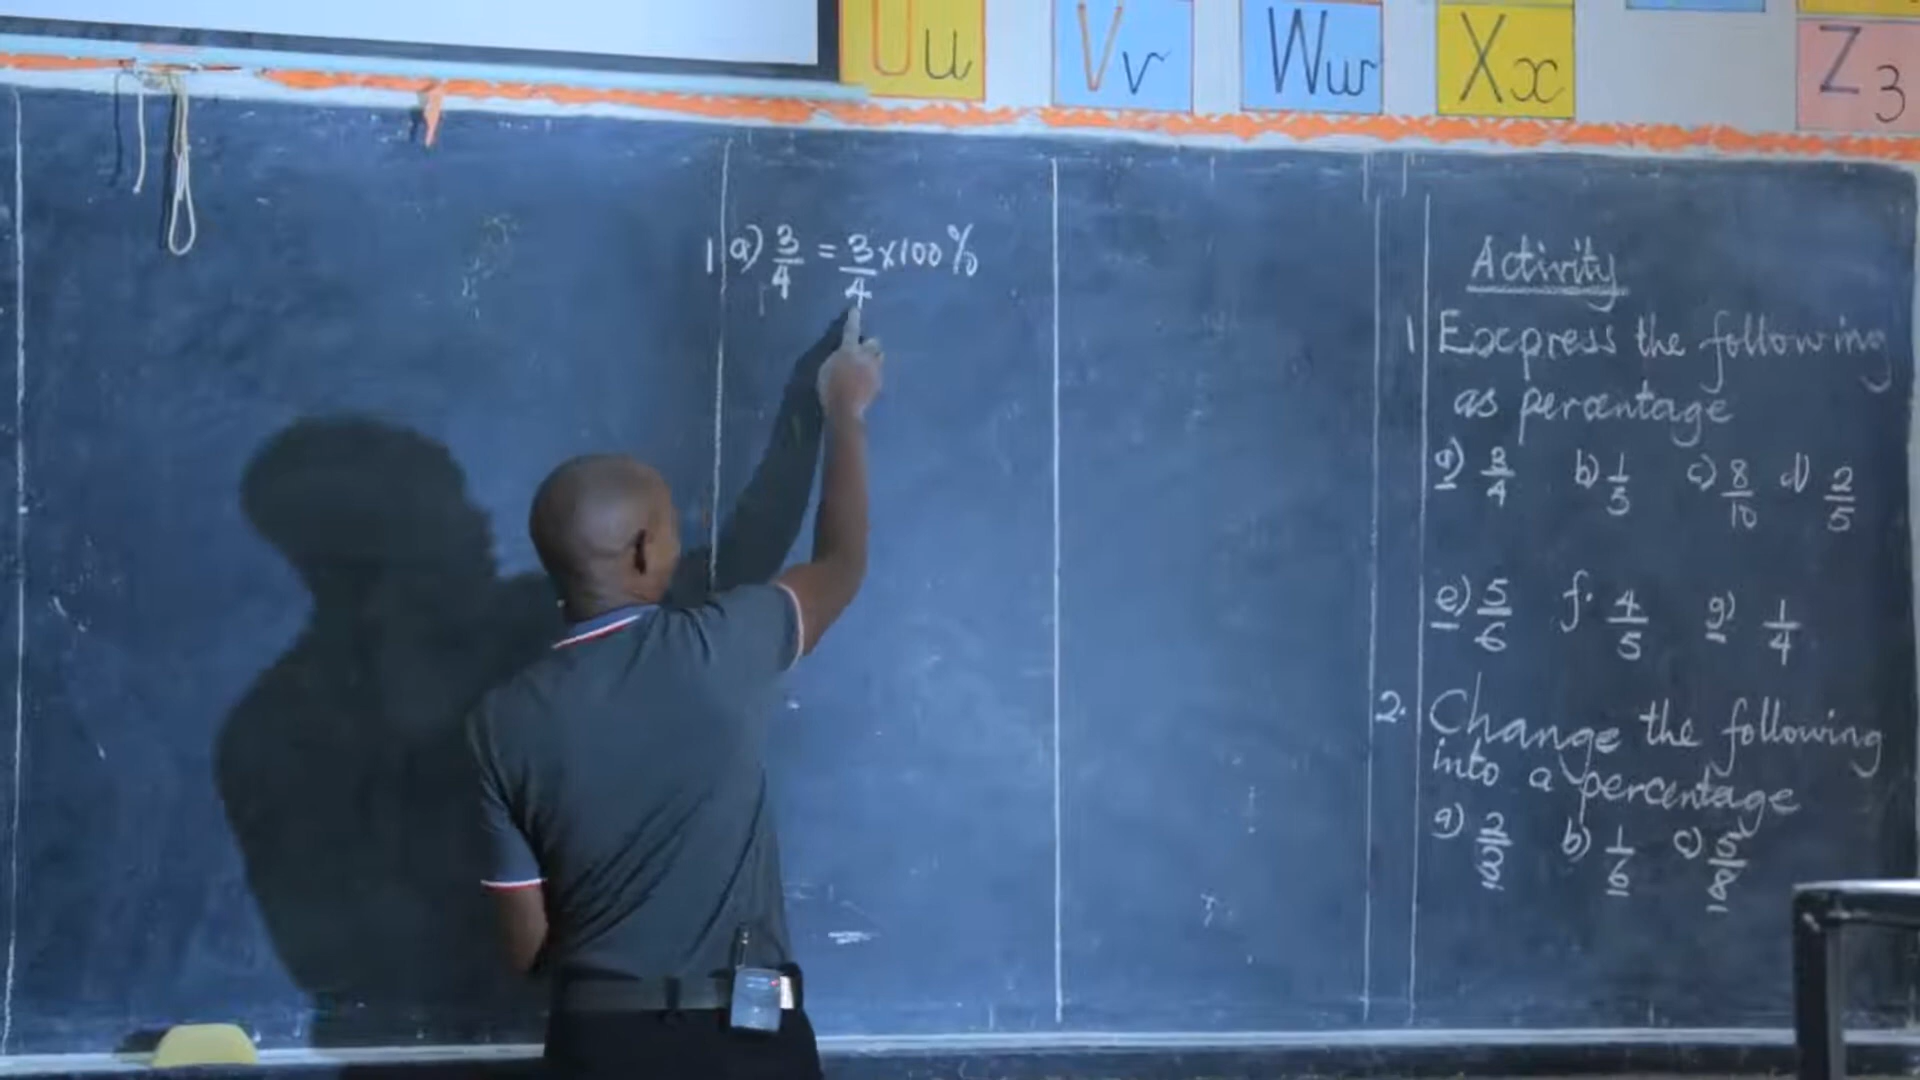 Uu Vv Ww Xx Zz
1 a) 3/4 = 3/4 x 100%
Activity
1 Express the following
as percentage
a) 3/4 b) 1/5 c) 8/10 d) 2/5
e) 5/6 f. 4/5 g) 1/4
2. Change the following
into a percentage
a) 2/3 b) 1/6 c) 5/8